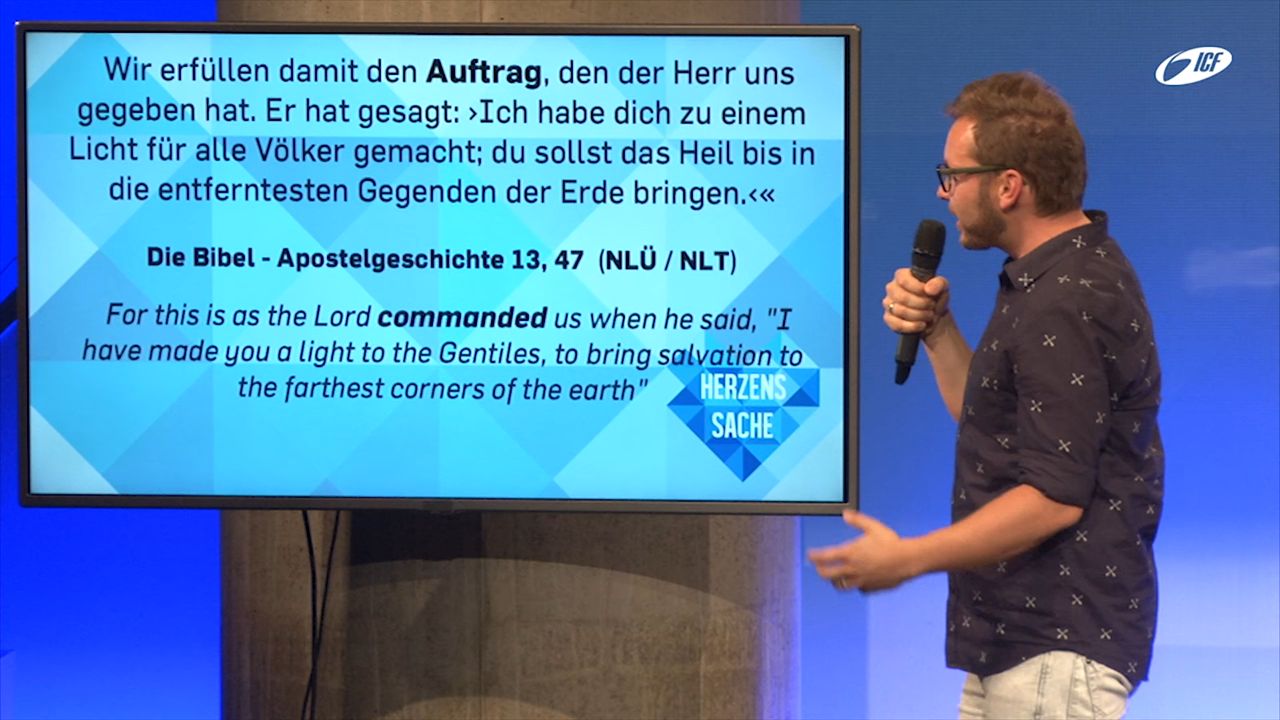 Wir erfüllen damit den Auftrag, den der Herr uns
gegeben hat. Er hat gesagt: ›Ich habe dich zu einem
Licht für alle Völker gemacht; du sollst das Heil bis in
die entferntesten Gegenden der Erde bringen.‹«
Die Bibel - Apostelgeschichte 13, 47 (NLÜ / NLT)
For this is as the Lord commanded us when he said, "I
have made you a light to the Gentiles, to bring salvation to
the farthest corners of the earth"
HERZENS
SACHE
ICF